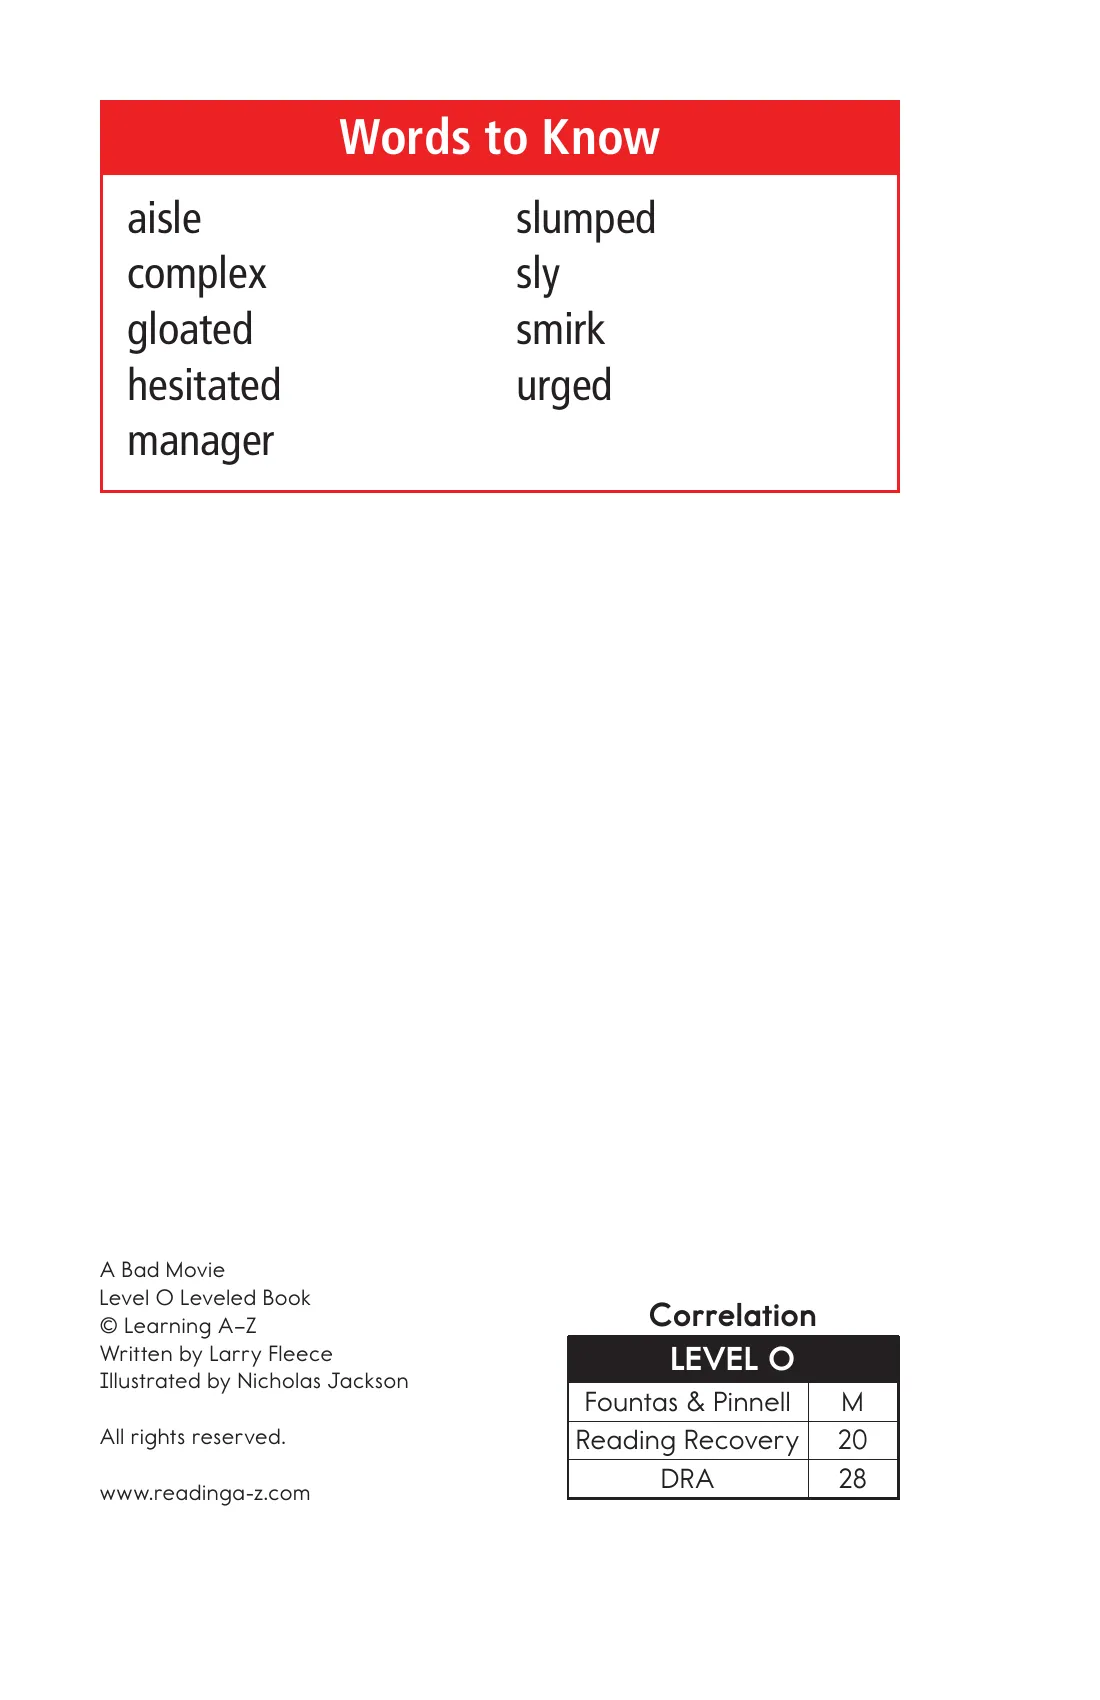 Words to Know
aisle
complex
gloated
hesitated
manager
slumped
sly
smirk
urged
A Bad Movie
Level O Leveled Book
© Learning A–Z
Written by Larry Fleece
Illustrated by Nicholas Jackson
All rights reserved.
www.readinga-z.com
Correlation
LEVEL O
Fountas & Pinnell M
Reading Recovery 20
DRA 28